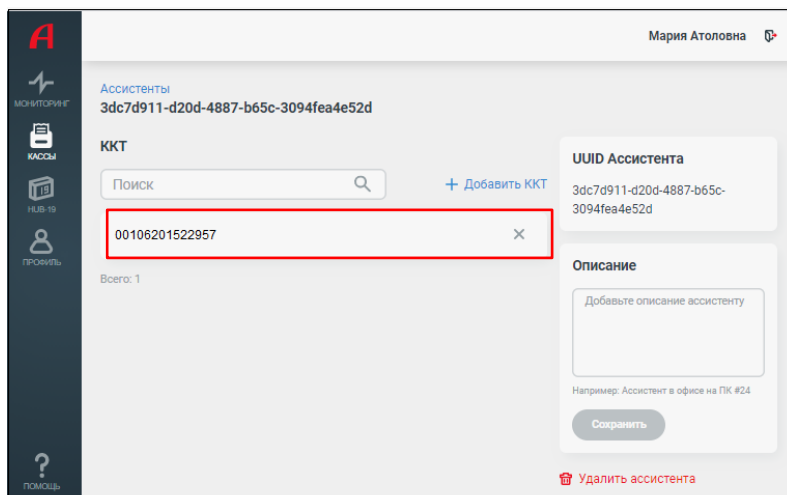 A
Мария Атоловна
МОНИТОРИНГ
КАССЫ
19
HUB-19
ПРОФИЛЬ
?
ПОМОЩЬ
Ассистенты
3dc7d911-d20d-4887-b65c-3094fea4e52d
ККТ
Поиск
+ Добавить ККТ
00106201522957
Всего: 1
UUID Ассистента
3dc7d911-d20d-4887-b65c-
3094fea4e52d
Описание
Добавьте описание ассистенту
Например: Ассистент в офисе на ПК #24
Сохранить
Удалить ассистента